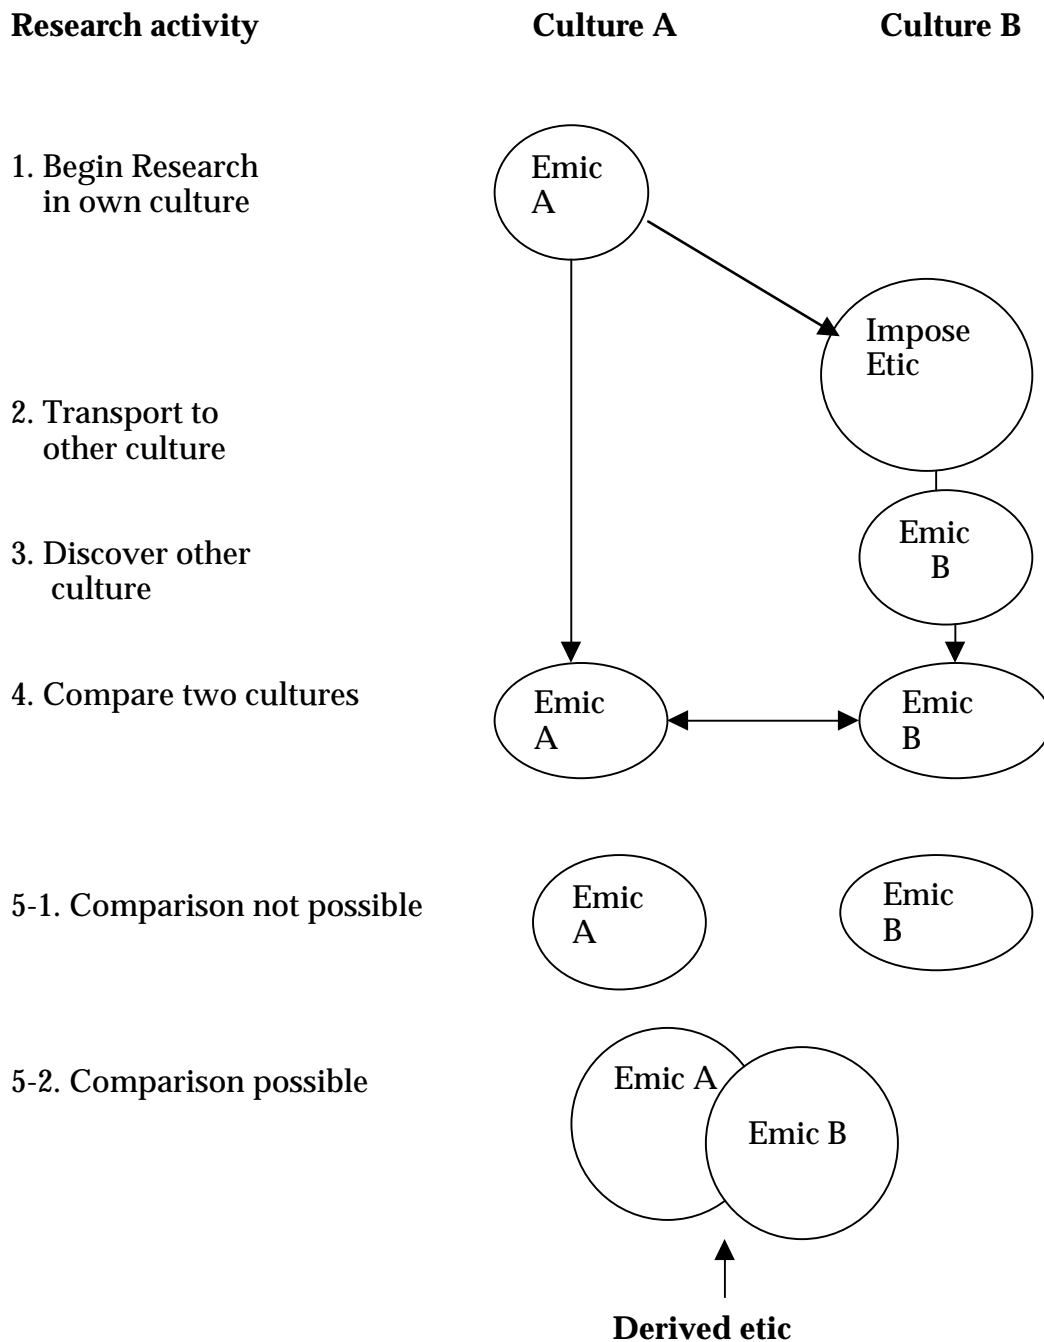 Research activity Culture A Culture B
1. Begin Research
in own culture
Emic
A
Impose
Etic
2. Transport to
other culture
3. Discover other
culture
Emic
B
4. Compare two cultures
Emic
A
Emic
B
5-1. Comparison not possible
Emic
A
Emic
B
5-2. Comparison possible
Emic A
Emic B
Derived etic